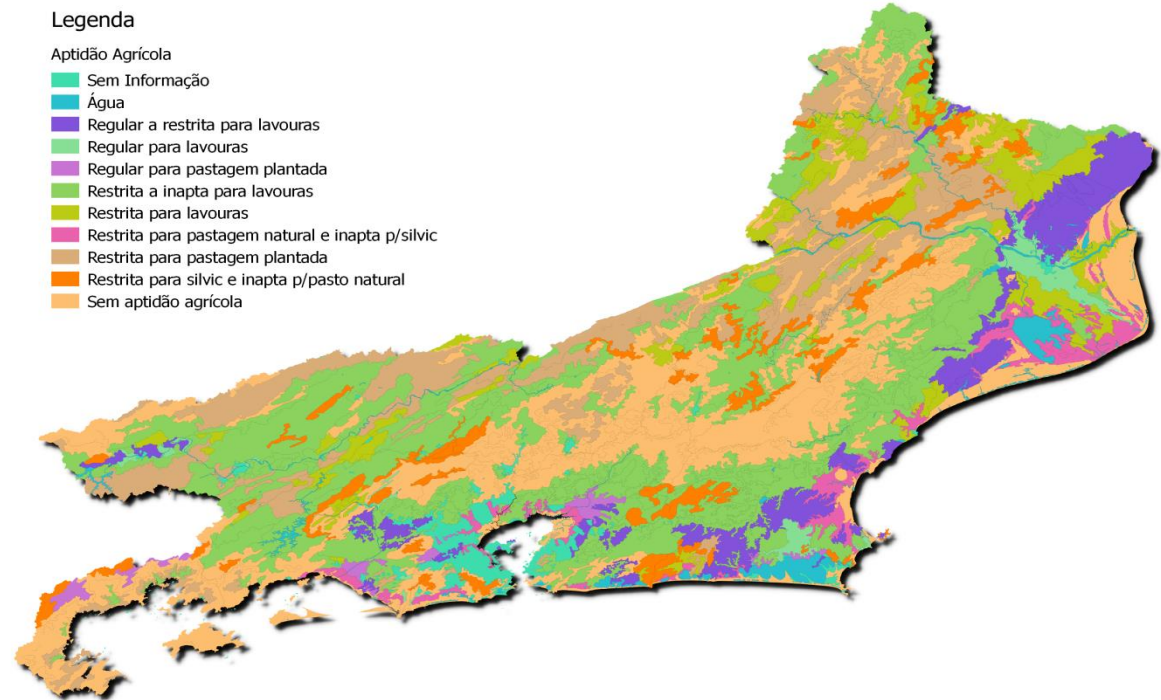 Legenda
Aptidão Agrícola
Sem Informação
Água
Regular a restrita para lavouras
Regular para lavouras
Regular para pastagem plantada
Restrita a inapta para lavouras
Restrita para lavouras
Restrita para pastagem natural e inapta p/silvic
Restrita para pastagem plantada
Restrita para silvic e inapta p/pasto natural
Sem aptidão agrícola